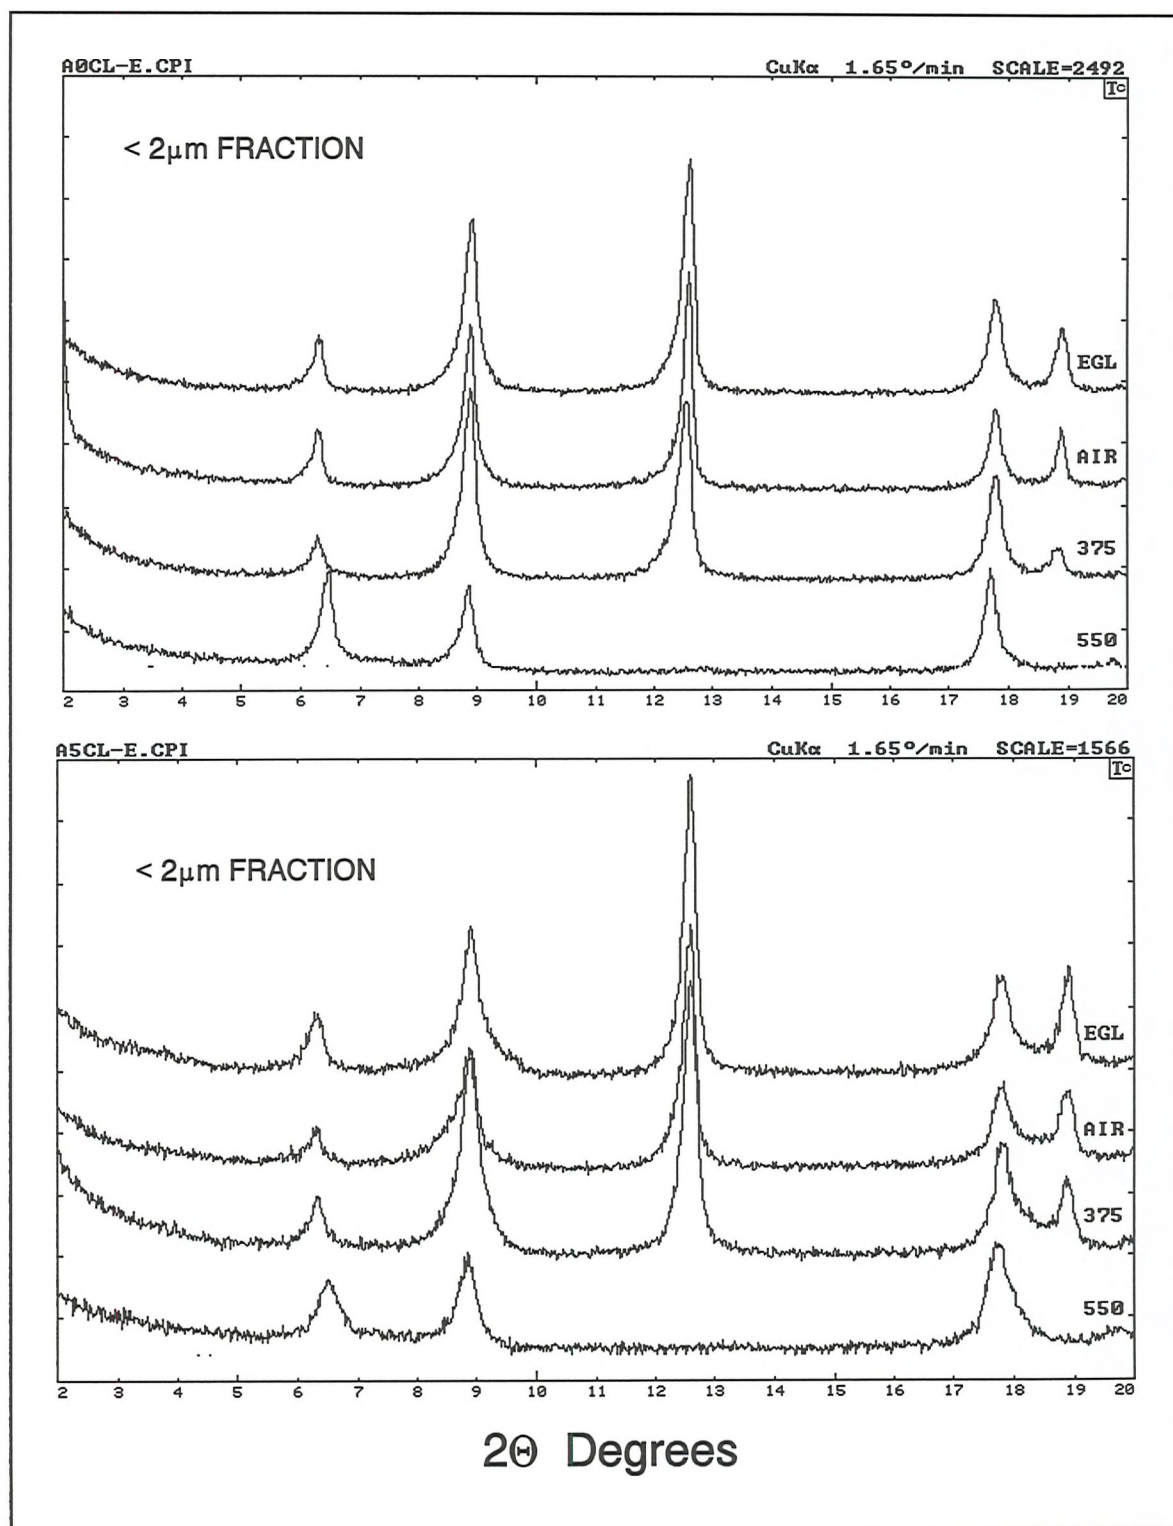 A0CL-E.CPI CuKα 1.65°/min SCALE=2492
Tc
< 2μm FRACTION
EGL
AIR
375
550
2 3 4 5 6 7 8 9 10 11 12 13 14 15 16 17 18 19 20
A5CL-E.CPI CuKα 1.65°/min SCALE=1566
Tc
< 2μm FRACTION
EGL
AIR
375
550
2 3 4 5 6 7 8 9 10 11 12 13 14 15 16 17 18 19 20
2Θ Degrees